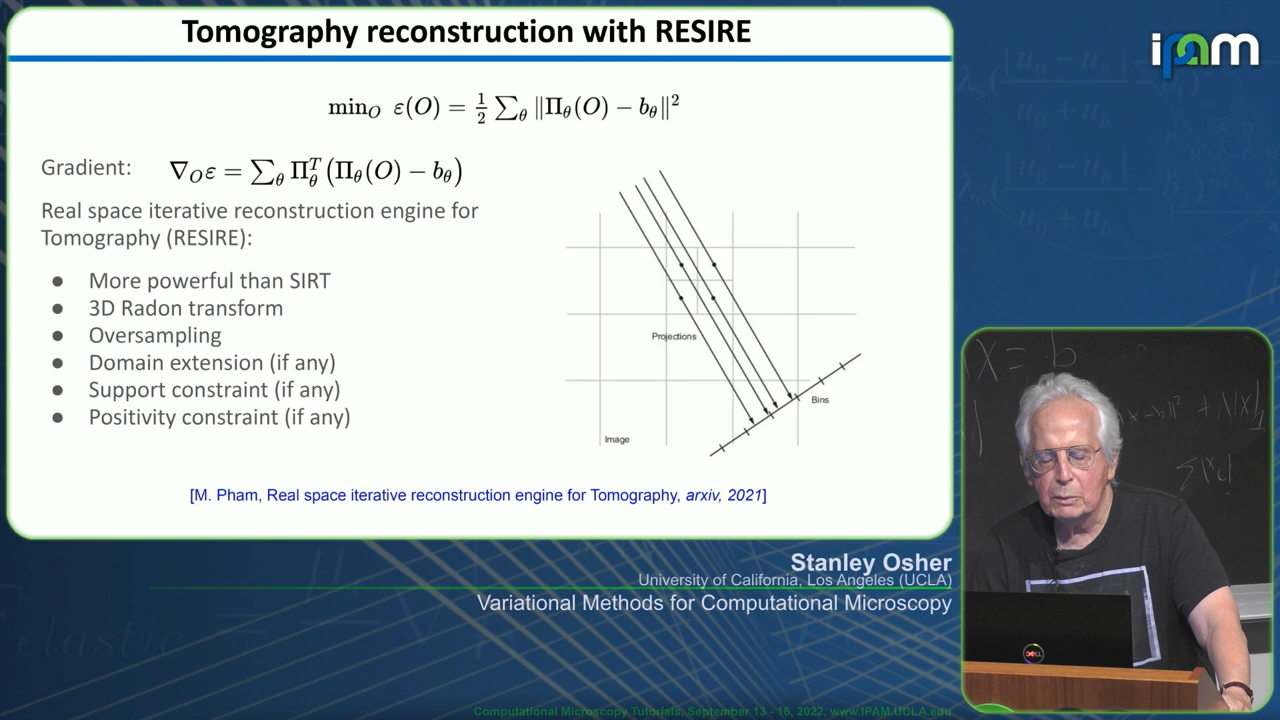 Tomography reconstruction with RESIRE
ipam
min_O ε(O) = 1/2 ∑_θ ‖Π_θ(O) − b_θ‖²
Gradient: ∇_O ε = ∑_θ Π_θ^T (Π_θ(O) − b_θ)
Real space iterative reconstruction engine for
Tomography (RESIRE):
● More powerful than SIRT
● 3D Radon transform
● Oversampling
● Domain extension (if any)
● Support constraint (if any)
● Positivity constraint (if any)
Projections
Bins
Image
[M. Pham, Real space iterative reconstruction engine for Tomography, arxiv, 2021]
X = b
DELL
Stanley Osher
University of California, Los Angeles (UCLA)
Variational Methods for Computational Microscopy
elastic
Computational Microscopy Tutorials, September 13 - 16, 2022, www.IPAM.UCLA.edu